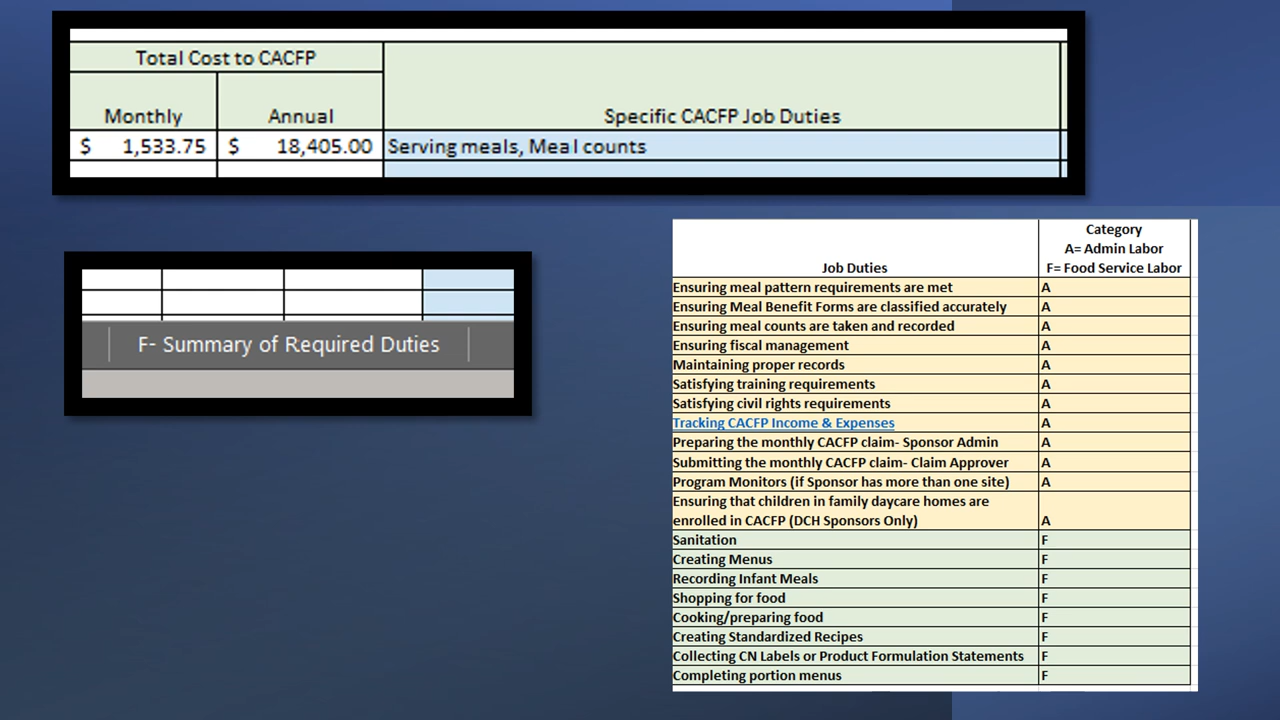 Total Cost to CACFP
Monthly Annual Specific CACFP Job Duties
$ 1,533.75 $ 18,405.00 Serving meals, Meal counts
F- Summary of Required Duties
Category
A= Admin Labor
Job Duties F= Food Service Labor
Ensuring meal pattern requirements are met A
Ensuring Meal Benefit Forms are classified accurately A
Ensuring meal counts are taken and recorded A
Ensuring fiscal management A
Maintaining proper records A
Satisfying training requirements A
Satisfying civil rights requirements A
Tracking CACFP Income & Expenses A
Preparing the monthly CACFP claim- Sponsor Admin A
Submitting the monthly CACFP claim- Claim Approver A
Program Monitors (if Sponsor has more than one site) A
Ensuring that children in family daycare homes are
enrolled in CACFP (DCH Sponsors Only) A
Sanitation F
Creating Menus F
Recording Infant Meals F
Shopping for food F
Cooking/preparing food F
Creating Standardized Recipes F
Collecting CN Labels or Product Formulation Statements F
Completing portion menus F